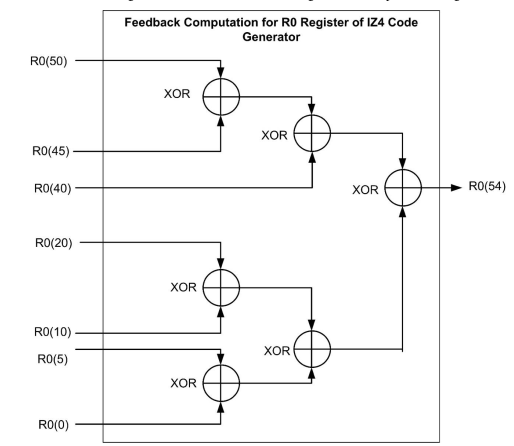 Feedback Computation for R0 Register of IZ4 Code
Generator
R0(50)
XOR
R0(45)
XOR
R0(40)
XOR
R0(54)
R0(20)
XOR
R0(10)
XOR
R0(5)
XOR
R0(0)